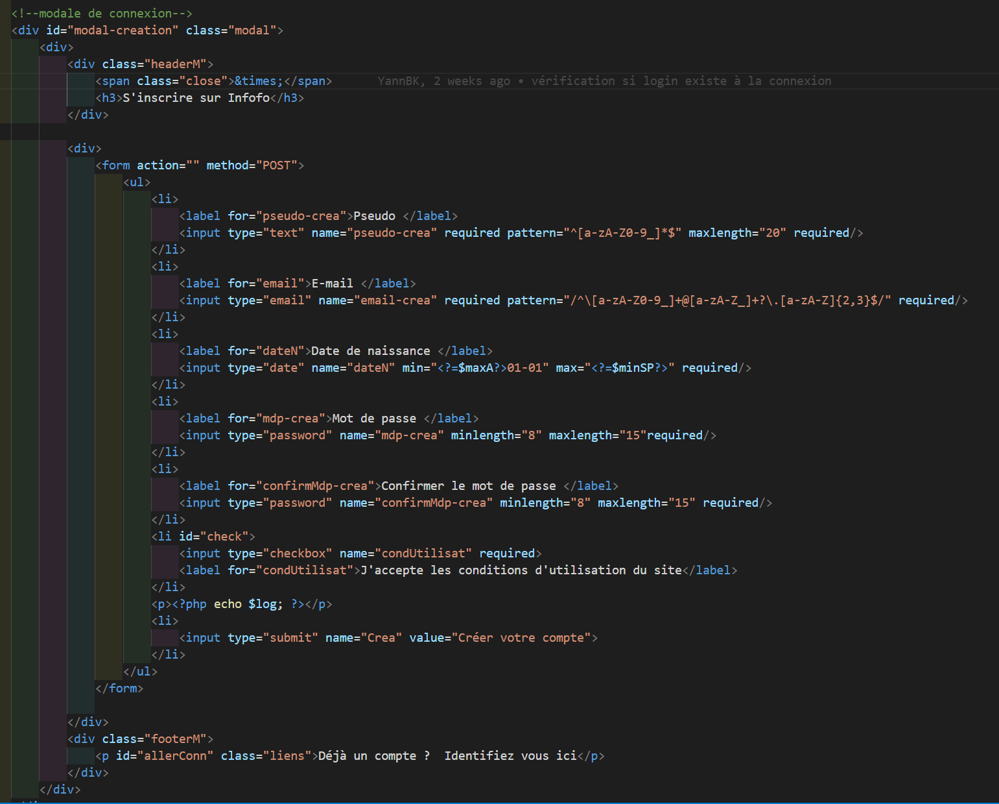 <!--modale de connexion-->
<div id="modal-creation" class="modal">
<div>
<div class="headerM">
<span class="close">&times;</span> YannBK, 2 weeks ago • vérification si login existe à la connexion
<h3>S'inscrire sur Infofo</h3>
</div>
<div>
<form action="" method="POST">
<ul>
<li>
<label for="pseudo-crea">Pseudo </label>
<input type="text" name="pseudo-crea" required pattern="^[a-zA-Z0-9_]*$" maxlength="20" required/>
</li>
<li>
<label for="email">E-mail </label>
<input type="email" name="email-crea" required pattern="/^\[a-zA-Z0-9_]+@[a-zA-Z_]+?\.[a-zA-Z]{2,3}$/" required/>
</li>
<li>
<label for="dateN">Date de naissance </label>
<input type="date" name="dateN" min="<?=$maxA?>01-01" max="<?=$minSP?>" required/>
</li>
<li>
<label for="mdp-crea">Mot de passe </label>
<input type="password" name="mdp-crea" minlength="8" maxlength="15"required/>
</li>
<li>
<label for="confirmMdp-crea">Confirmer le mot de passe </label>
<input type="password" name="confirmMdp-crea" minlength="8" maxlength="15" required/>
</li>
<li id="check">
<input type="checkbox" name="condUtilisat" required>
<label for="condUtilisat">J'accepte les conditions d'utilisation du site</label>
</li>
<p><?php echo $log; ?></p>
<li>
<input type="submit" name="Crea" value="Créer votre compte">
</li>
</ul>
</form>
</div>
<div class="footerM">
<p id="allerConn" class="liens">Déjà un compte ?  Identifiez vous ici</p>
</div>
</div>